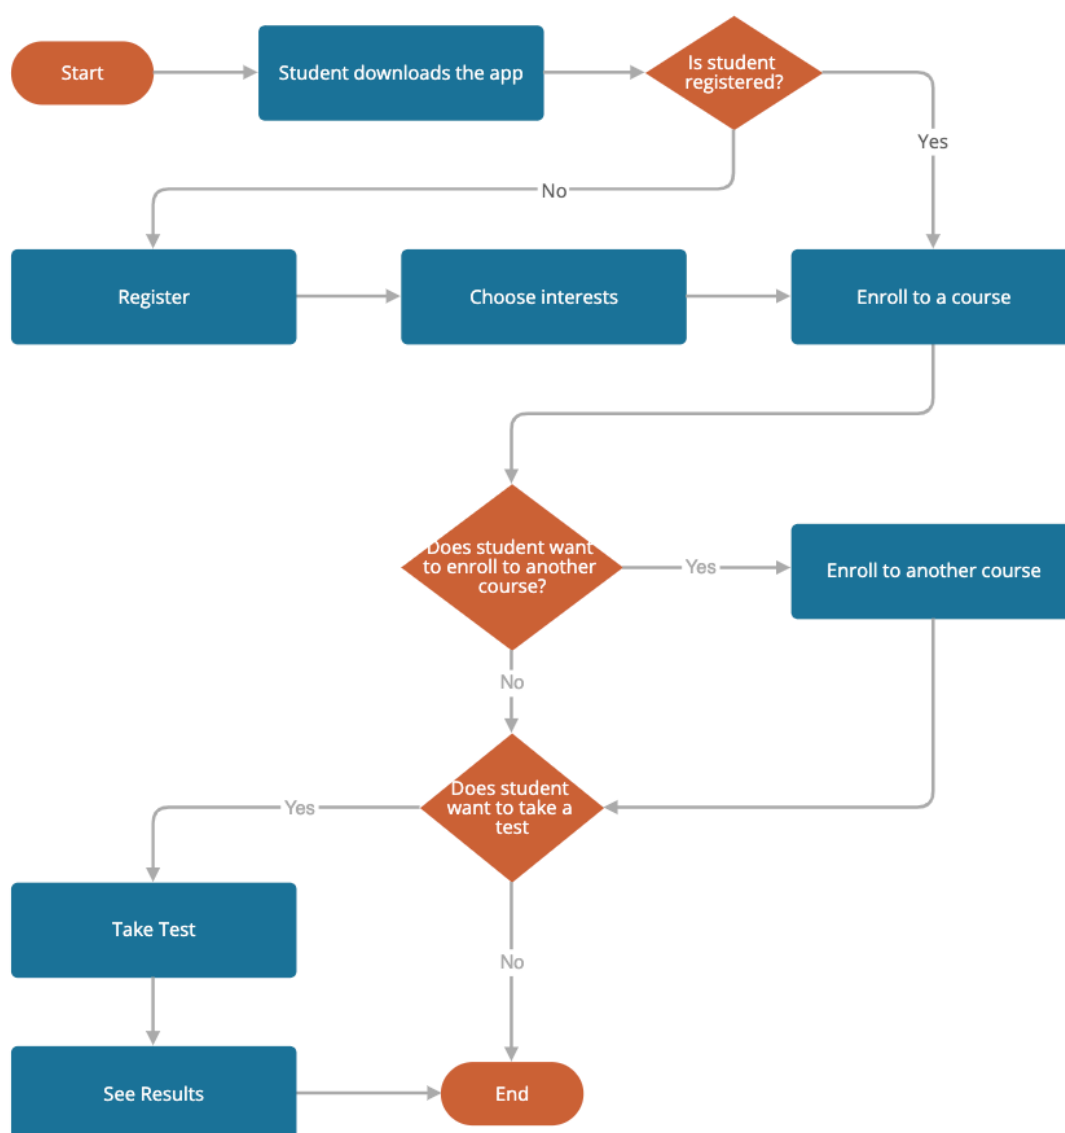 Start
Student downloads the app
Is student
registered?
Yes
No
Register
Choose interests
Enroll to a course
Does student want
to enroll to another
course?
Yes
Enroll to another course
No
Does student
want to take a
test
Yes
Take Test
No
See Results
End